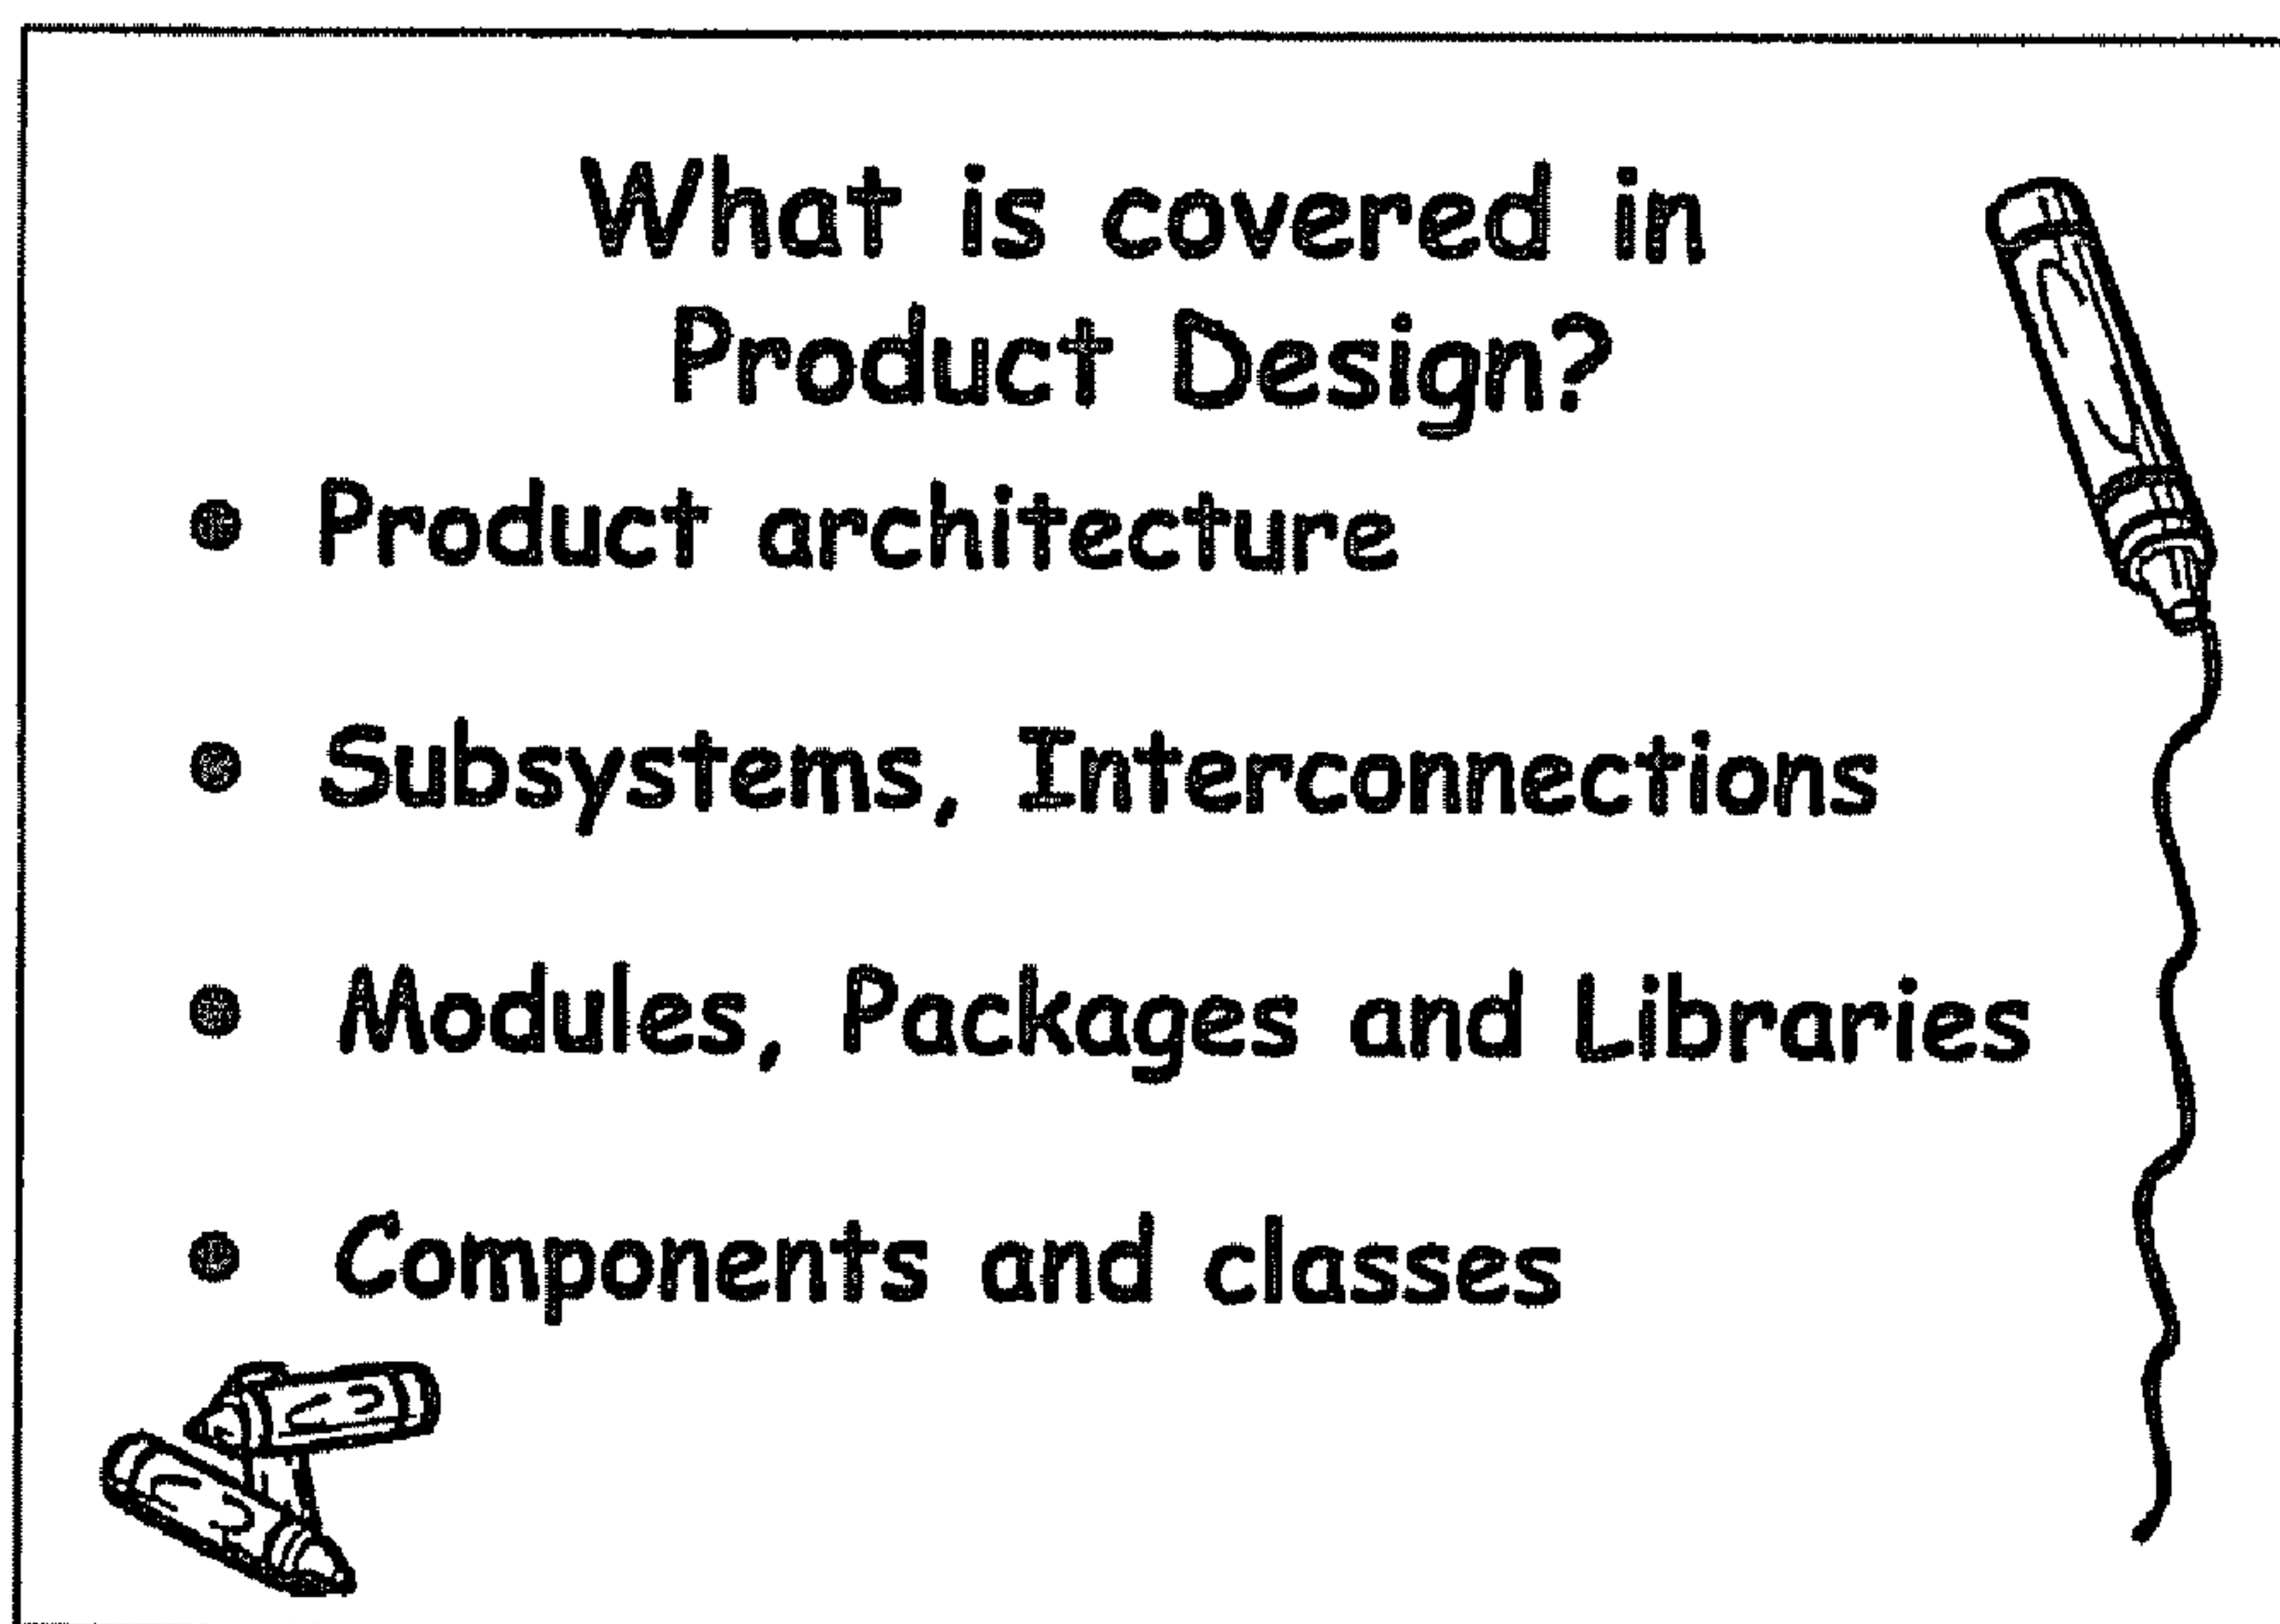 What is covered in
Product Design?
• Product architecture
• Subsystems, Interconnections
• Modules, Packages and Libraries
• Components and classes